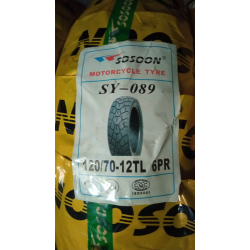 SOSOON
MOTORCYCLE TYRE
SY-089
120/70-12TL 6PR